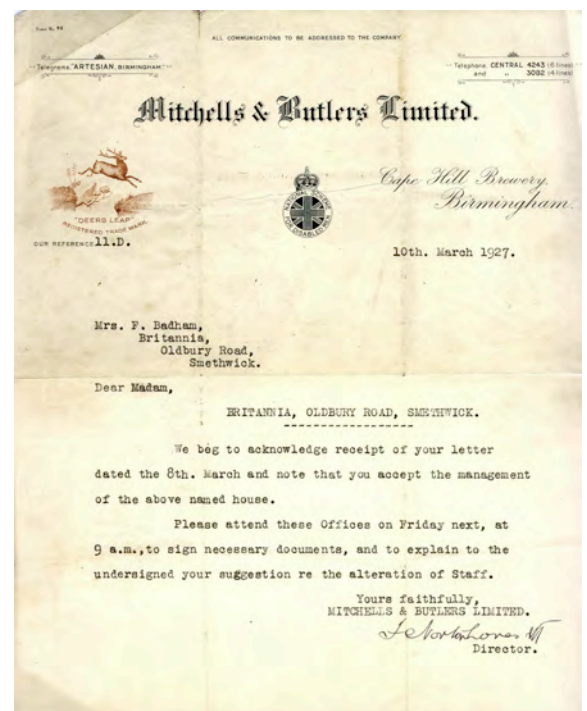 ALL COMMUNICATIONS TO BE ADDRESSED TO THE COMPANY
Telegrams, "ARTESIAN, BIRMINGHAM."
Telephone CENTRAL 4243 (6 lines)
and " 3082 (4 lines)
Mitchells & Butlers Limited.
Cape Hill Brewery,
Birmingham.
"DEERS LEAP"
REGISTERED TRADE MARK
OUR REFERENCE 11.D.
10th. March 1927.
Mrs. F. Badham,
Britannia,
Oldbury Road,
Smethwick.
Dear Madam,
BRITANNIA, OLDBURY ROAD, SMETHWICK.
We beg to acknowledge receipt of your letter
dated the 8th. March and note that you accept the management
of the above named house.
Please attend these Offices on Friday next, at
9 a.m.,to sign necessary documents, and to explain to the
undersigned your suggestion re the alteration of Staff.
Yours faithfully,
MITCHELLS & BUTLERS LIMITED.
Director.